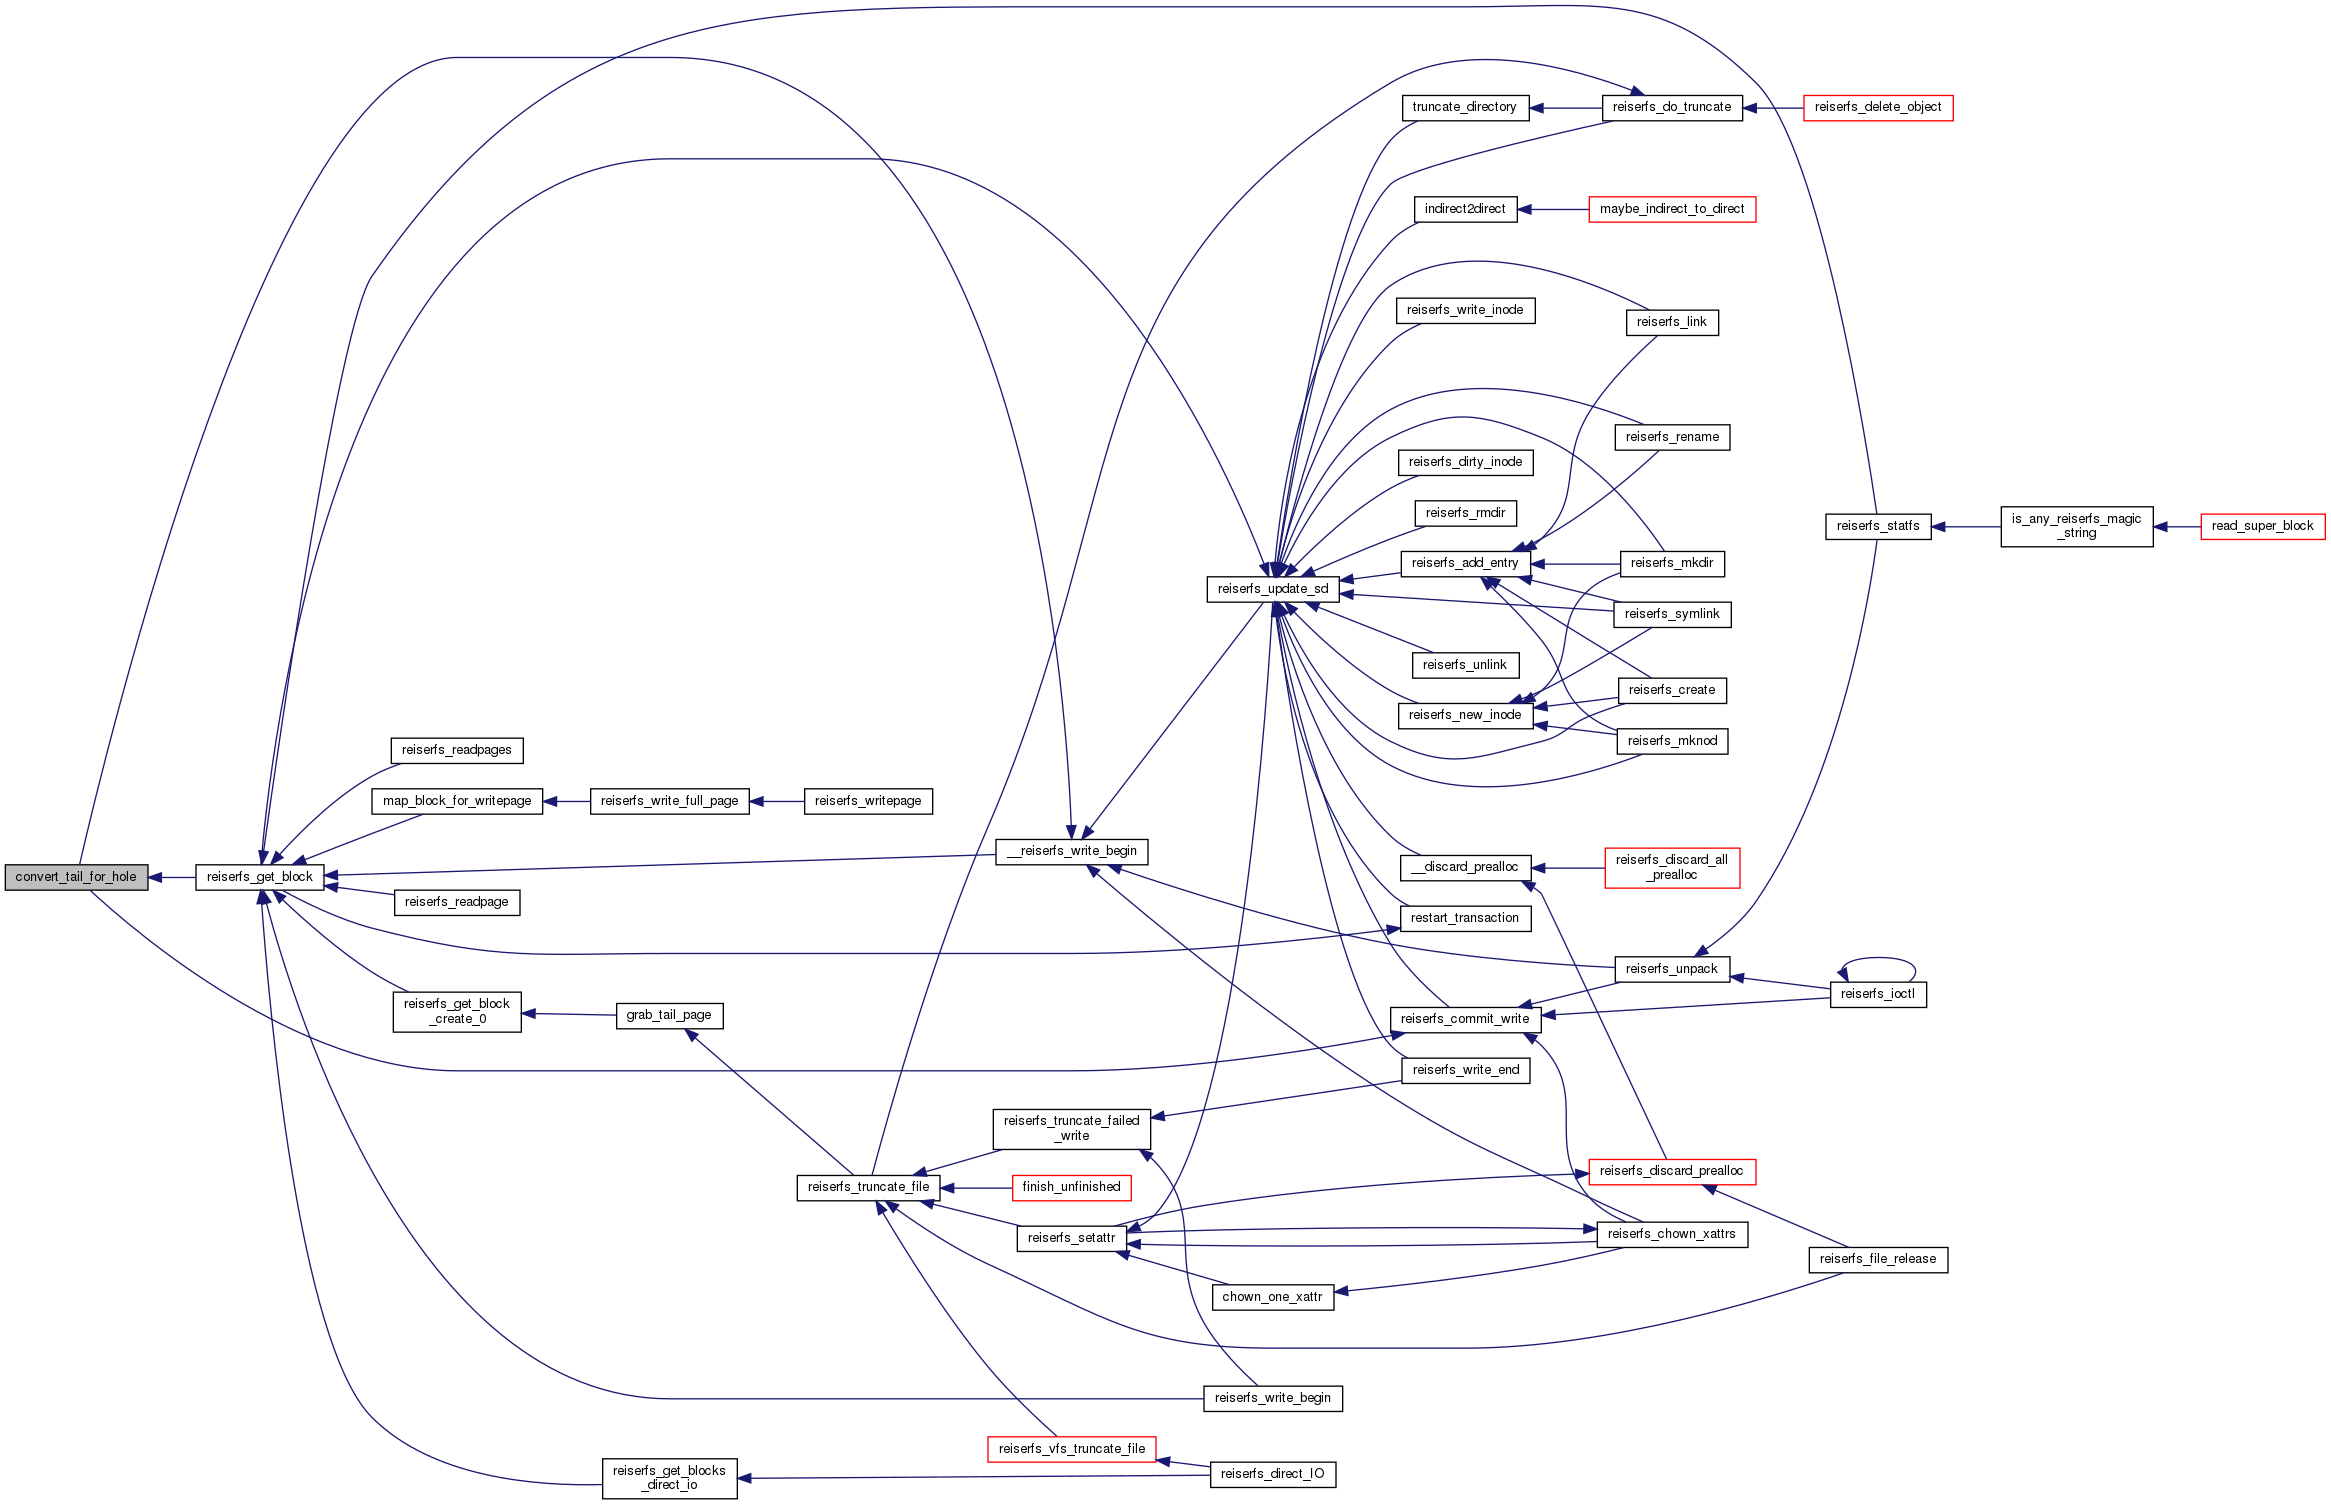 truncate_directory
reiserfs_do_truncate
reiserfs_delete_object
indirect2direct
maybe_indirect_to_direct
reiserfs_write_inode
reiserfs_link
reiserfs_rename
reiserfs_dirty_inode
reiserfs_rmdir
reiserfs_statfs
is_any_reiserfs_magic
_string
read_super_block
reiserfs_add_entry
reiserfs_mkdir
reiserfs_update_sd
reiserfs_symlink
reiserfs_unlink
reiserfs_create
reiserfs_new_inode
reiserfs_mknod
reiserfs_readpages
map_block_for_writepage
reiserfs_write_full_page
reiserfs_writepage
__reiserfs_write_begin
convert_tail_for_hole
reiserfs_get_block
__discard_prealloc
reiserfs_discard_all
_prealloc
reiserfs_readpage
restart_transaction
reiserfs_unpack
reiserfs_ioctl
reiserfs_get_block
_create_0
grab_tail_page
reiserfs_commit_write
reiserfs_write_end
reiserfs_truncate_failed
_write
reiserfs_discard_prealloc
reiserfs_truncate_file
finish_unfinished
reiserfs_setattr
reiserfs_chown_xattrs
reiserfs_file_release
chown_one_xattr
reiserfs_write_begin
reiserfs_vfs_truncate_file
reiserfs_get_blocks
_direct_io
reiserfs_direct_IO